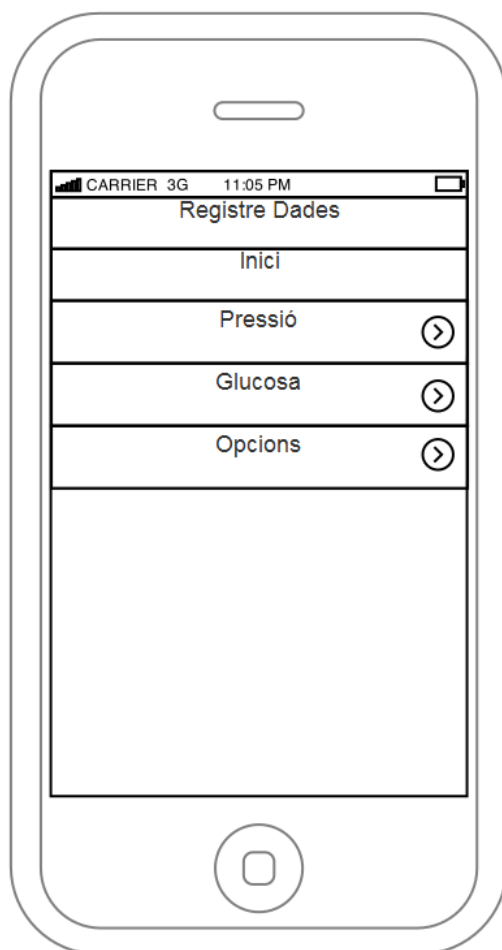 CARRIER 3G 11:05 PM
Registre Dades
Inici
Pressió
Glucosa
Opcions